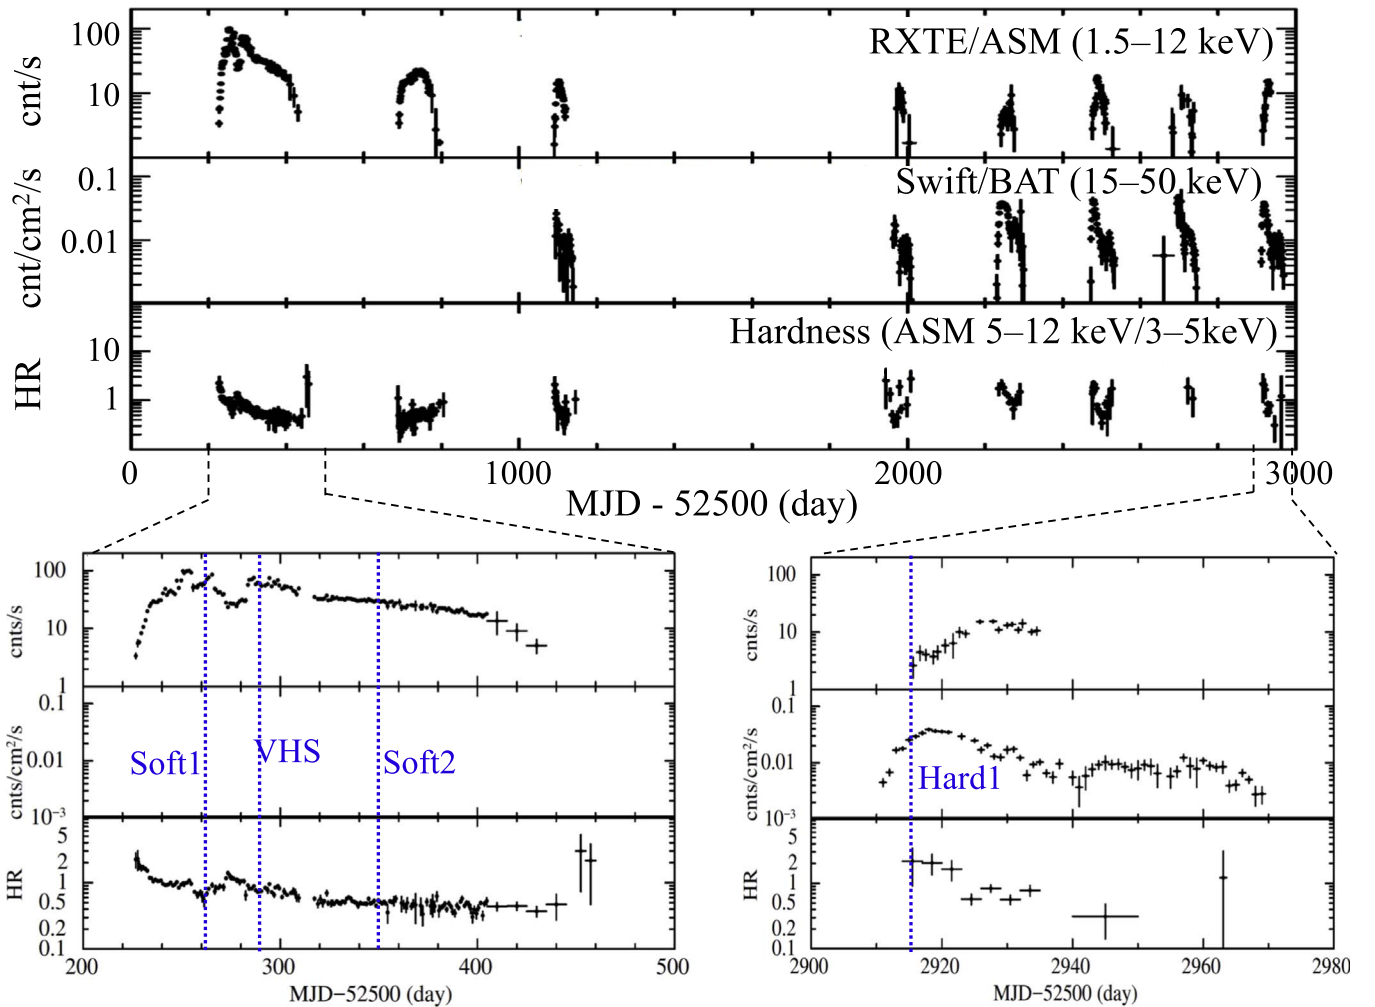 RXTE/ASM (1.5–12 keV)
cnt/s
100
10
Swift/BAT (15–50 keV)
cnt/cm²/s
0.1
0.01
Hardness (ASM 5–12 keV/3–5keV)
HR
10
1
0 1000 2000 3000
MJD - 52500 (day)
cnts/s
100
10
1
cnts/cm²/s
0.1
0.01
10⁻³
Soft1 VHS Soft2
HR
5
2
1
0.5
0.2
0.1
200 300 400 500
MJD−52500 (day)
cnts/s
100
10
1
cnts/cm²/s
0.1
0.01
10⁻³
Hard1
HR
5
2
1
0.5
0.2
0.1
2900 2920 2940 2960 2980
MJD−52500 (day)